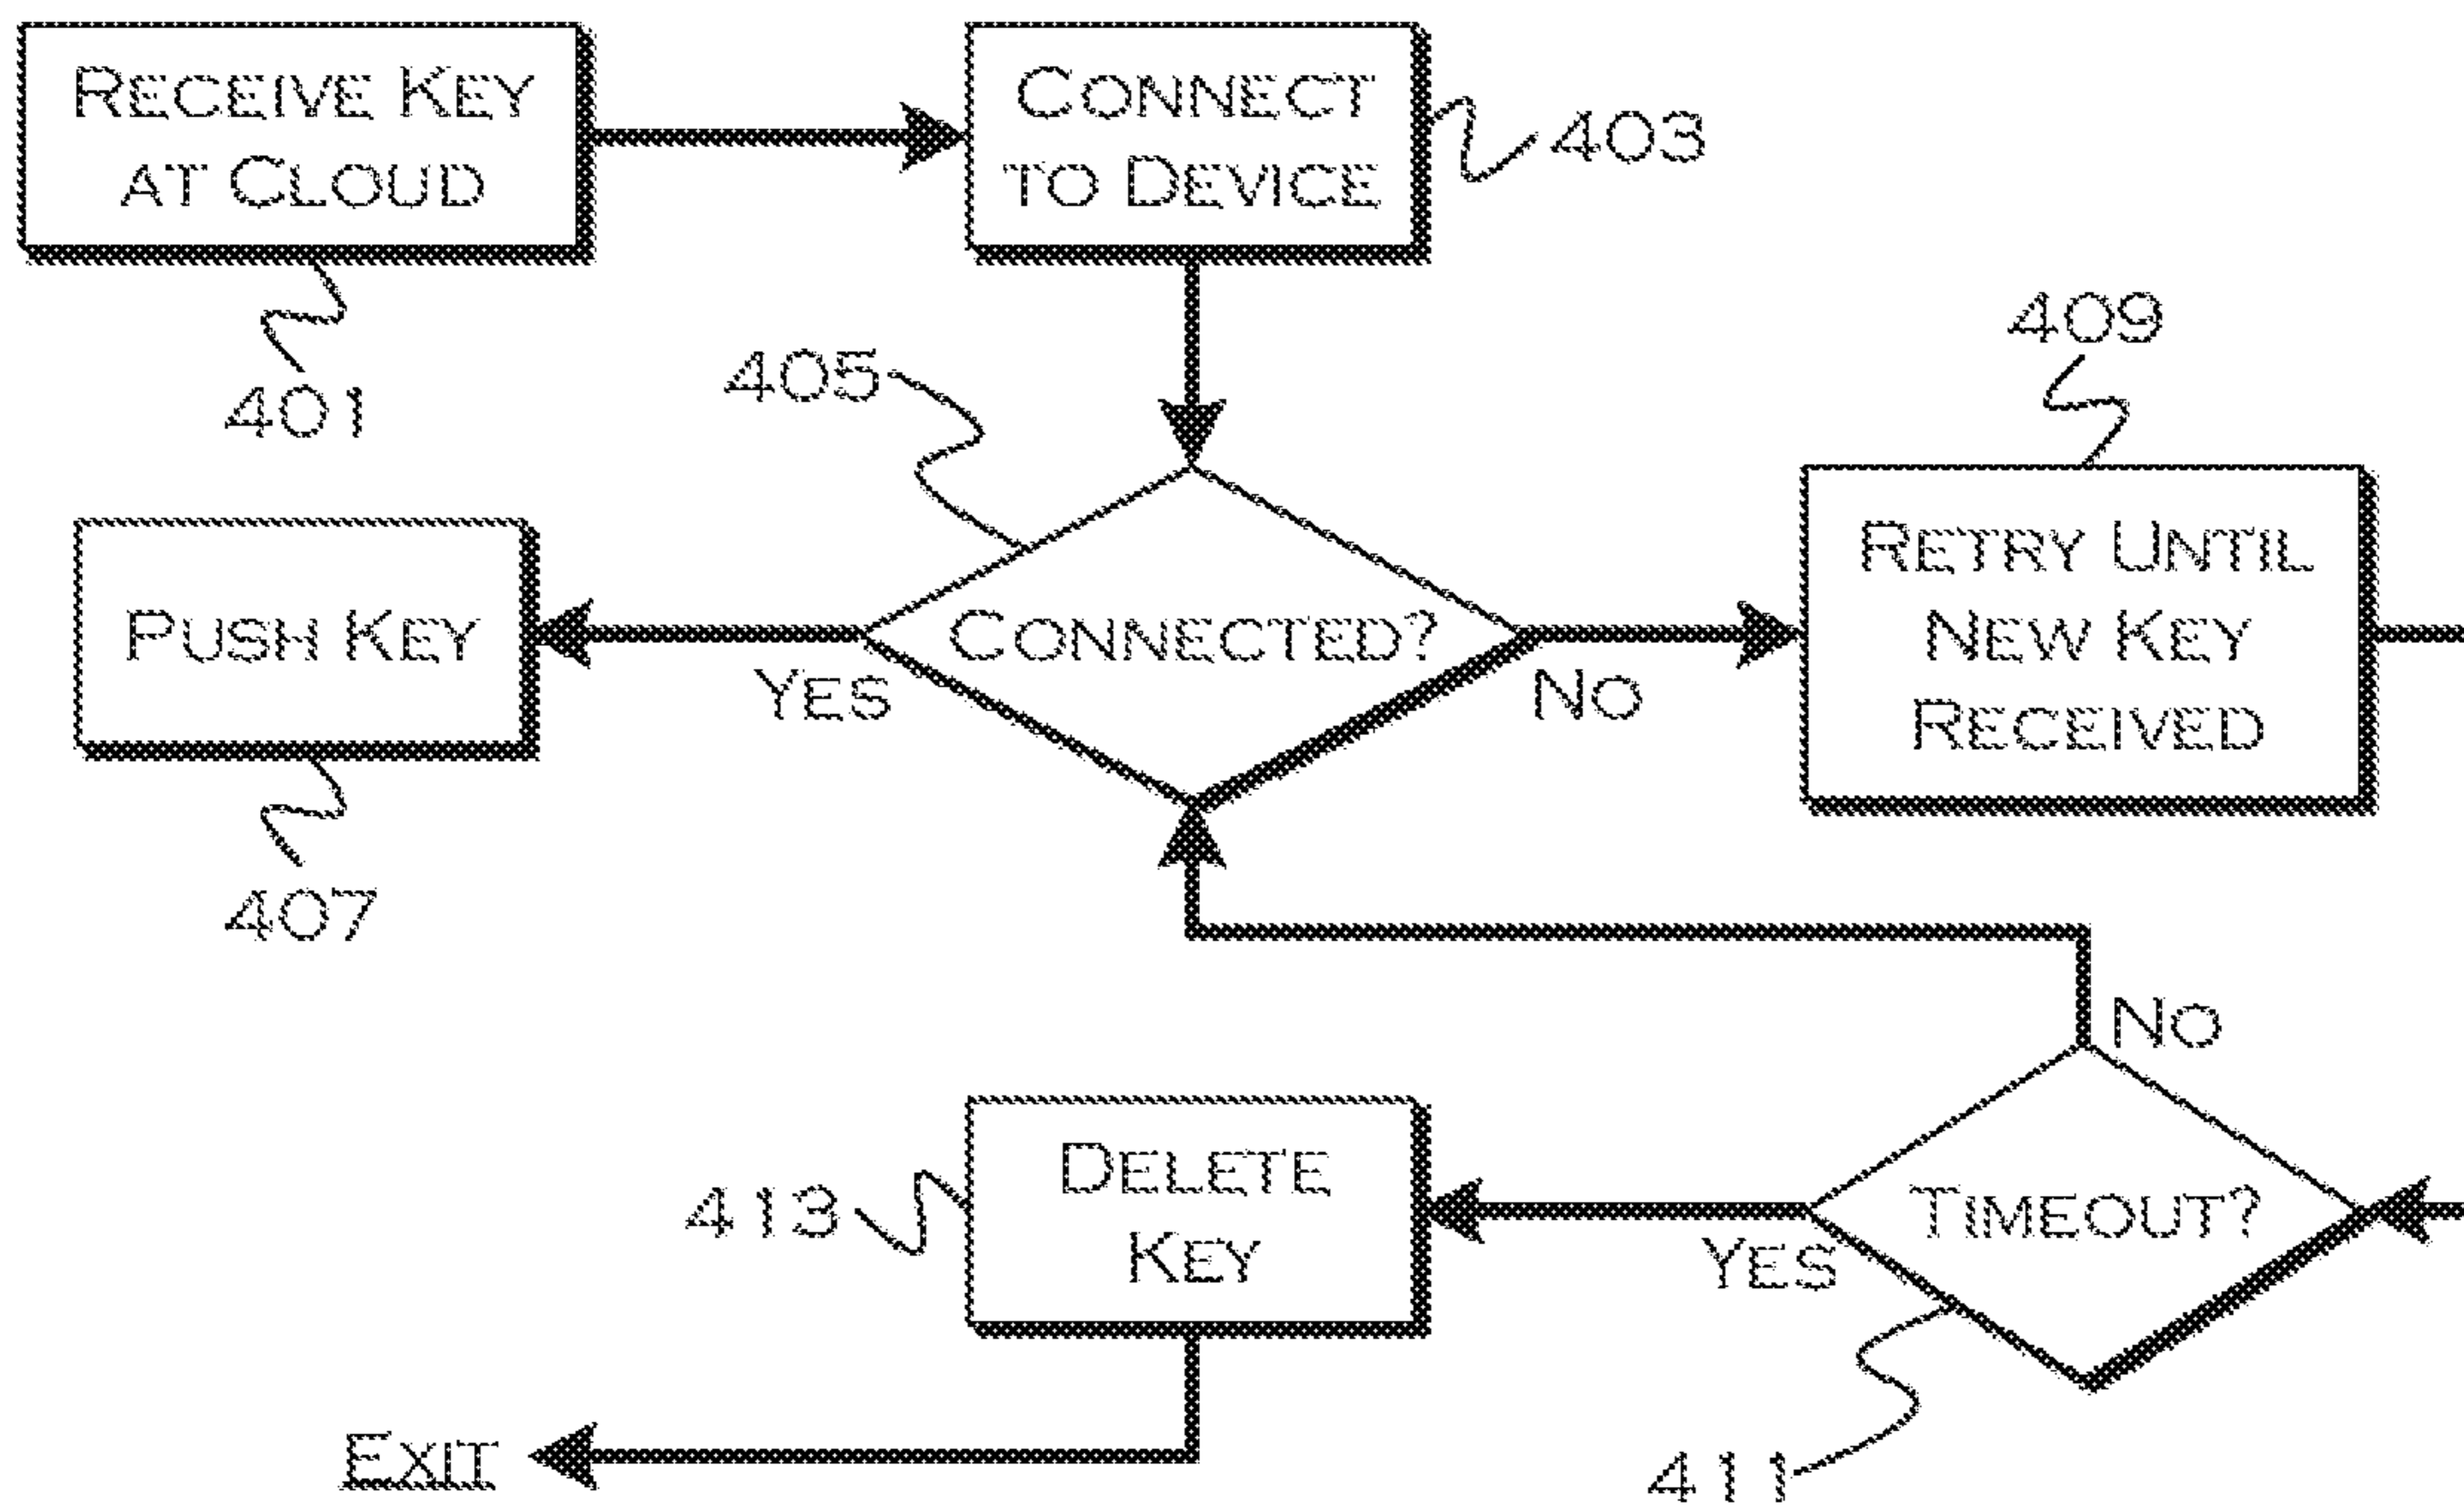 RECEIVE KEY
AT CLOUD
401
CONNECT
TO DEVICE
403
405
409
PUSH KEY
407
CONNECTED?
YES
NO
RETRY UNTIL
NEW KEY
RECEIVED
NO
DELETE
KEY
413
TIMEOUT?
YES
EXIT
411